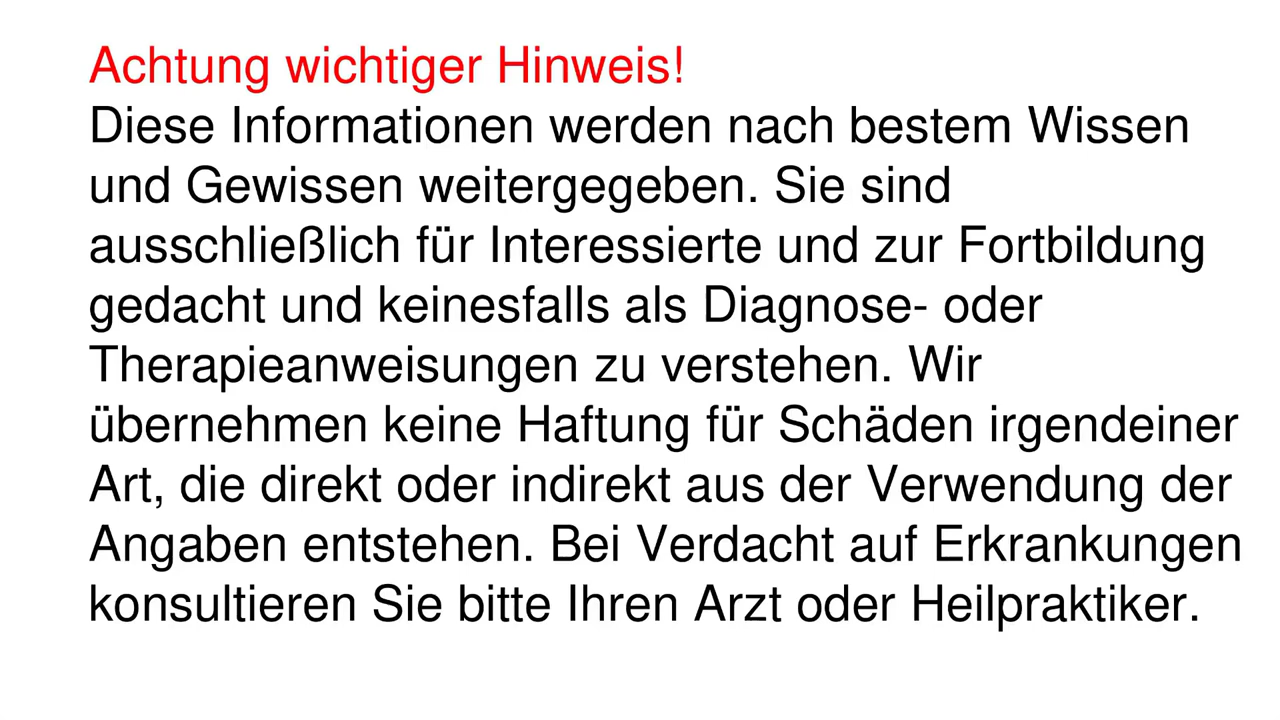 Achtung wichtiger Hinweis!
Diese Informationen werden nach bestem Wissen
und Gewissen weitergegeben. Sie sind
ausschließlich für Interessierte und zur Fortbildung
gedacht und keinesfalls als Diagnose- oder
Therapieanweisungen zu verstehen. Wir
übernehmen keine Haftung für Schäden irgendeiner
Art, die direkt oder indirekt aus der Verwendung der
Angaben entstehen. Bei Verdacht auf Erkrankungen
konsultieren Sie bitte Ihren Arzt oder Heilpraktiker.